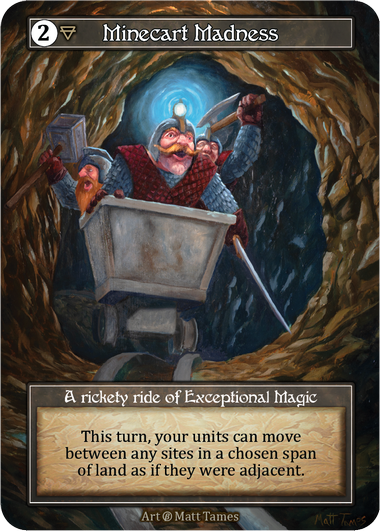 2 Minecart Madness
A rickety ride of Exceptional Magic
This turn, your units can move
between any sites in a chosen span
of land as if they were adjacent.
Matt Tames
Art @ Matt Tames